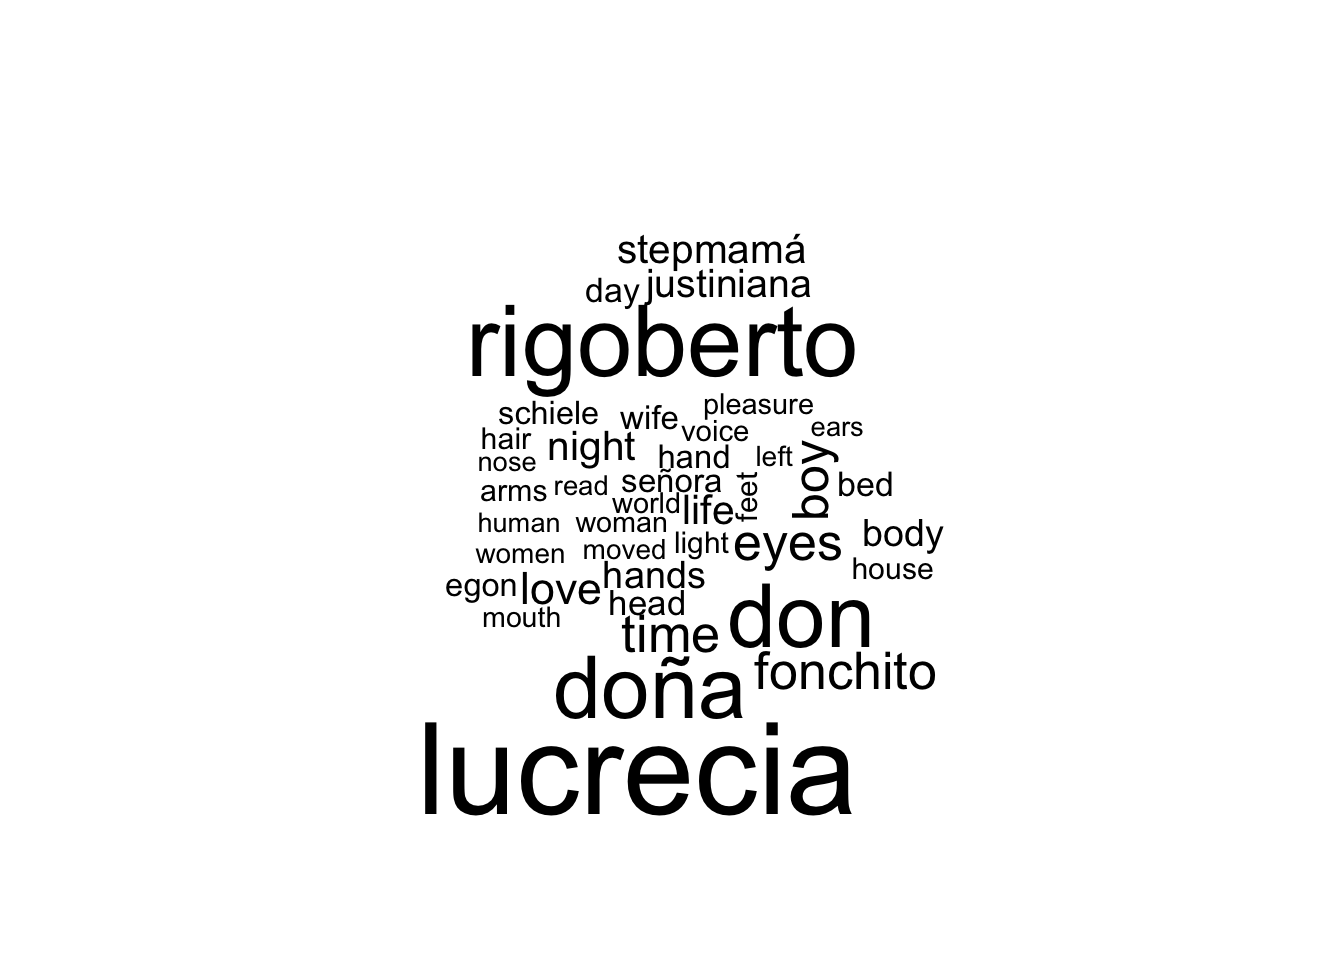 stepmamá
day justiniana
rigoberto
schiele wife pleasure
hair night voice ears
nose hand left boy
arms read señora feet bed
world life
human woman
women moved light eyes body
egon love hands house
mouth head
time don
doña fonchito
lucrecia